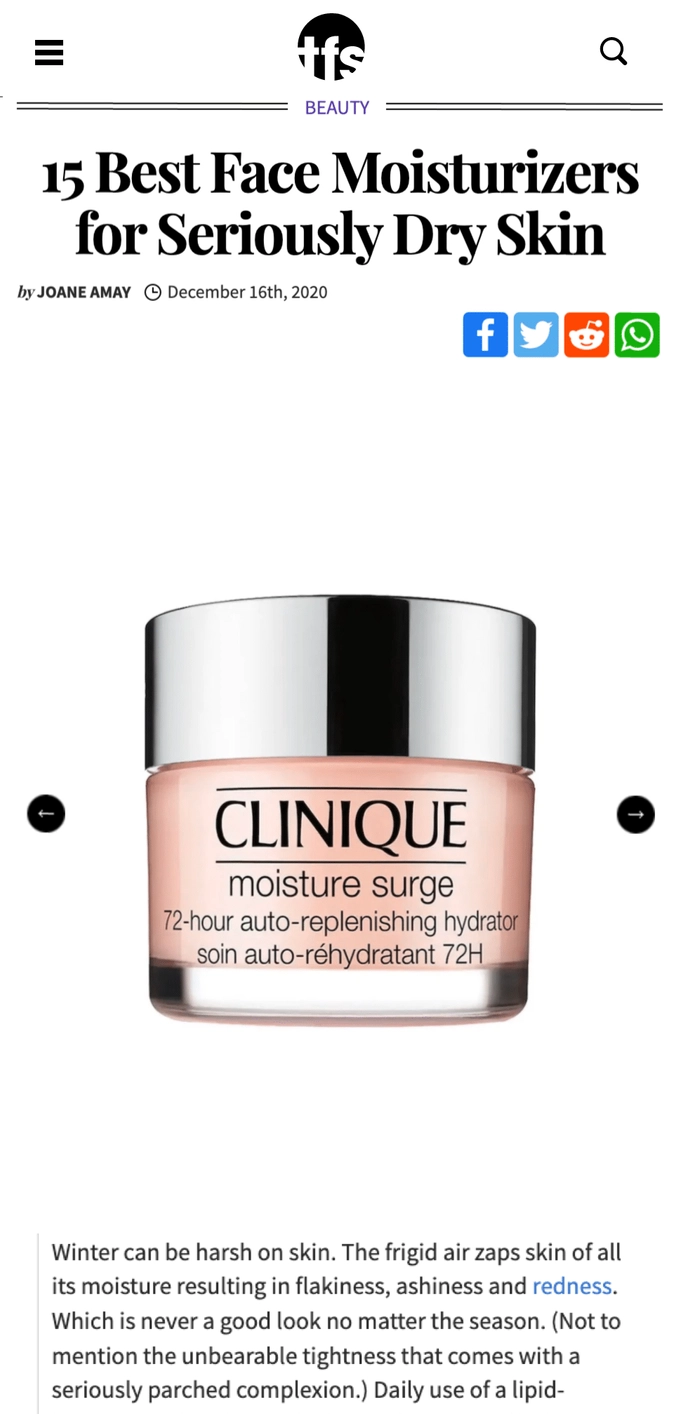 tfs
BEAUTY
15 Best Face Moisturizers
for Seriously Dry Skin
by JOANE AMAY December 16th, 2020
CLINIQUE
moisture surge
72-hour auto-replenishing hydrator
soin auto-réhydratant 72H
Winter can be harsh on skin. The frigid air zaps skin of all
its moisture resulting in flakiness, ashiness and redness.
Which is never a good look no matter the season. (Not to
mention the unbearable tightness that comes with a
seriously parched complexion.) Daily use of a lipid-